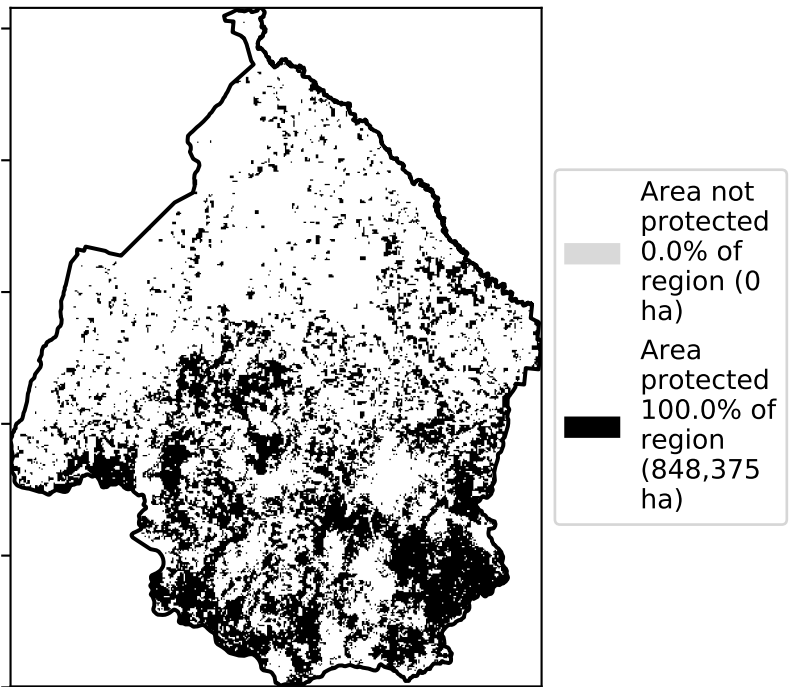 Area not
protected
0.0% of
region (0
ha)
Area
protected
100.0% of
region
(848,375
ha)